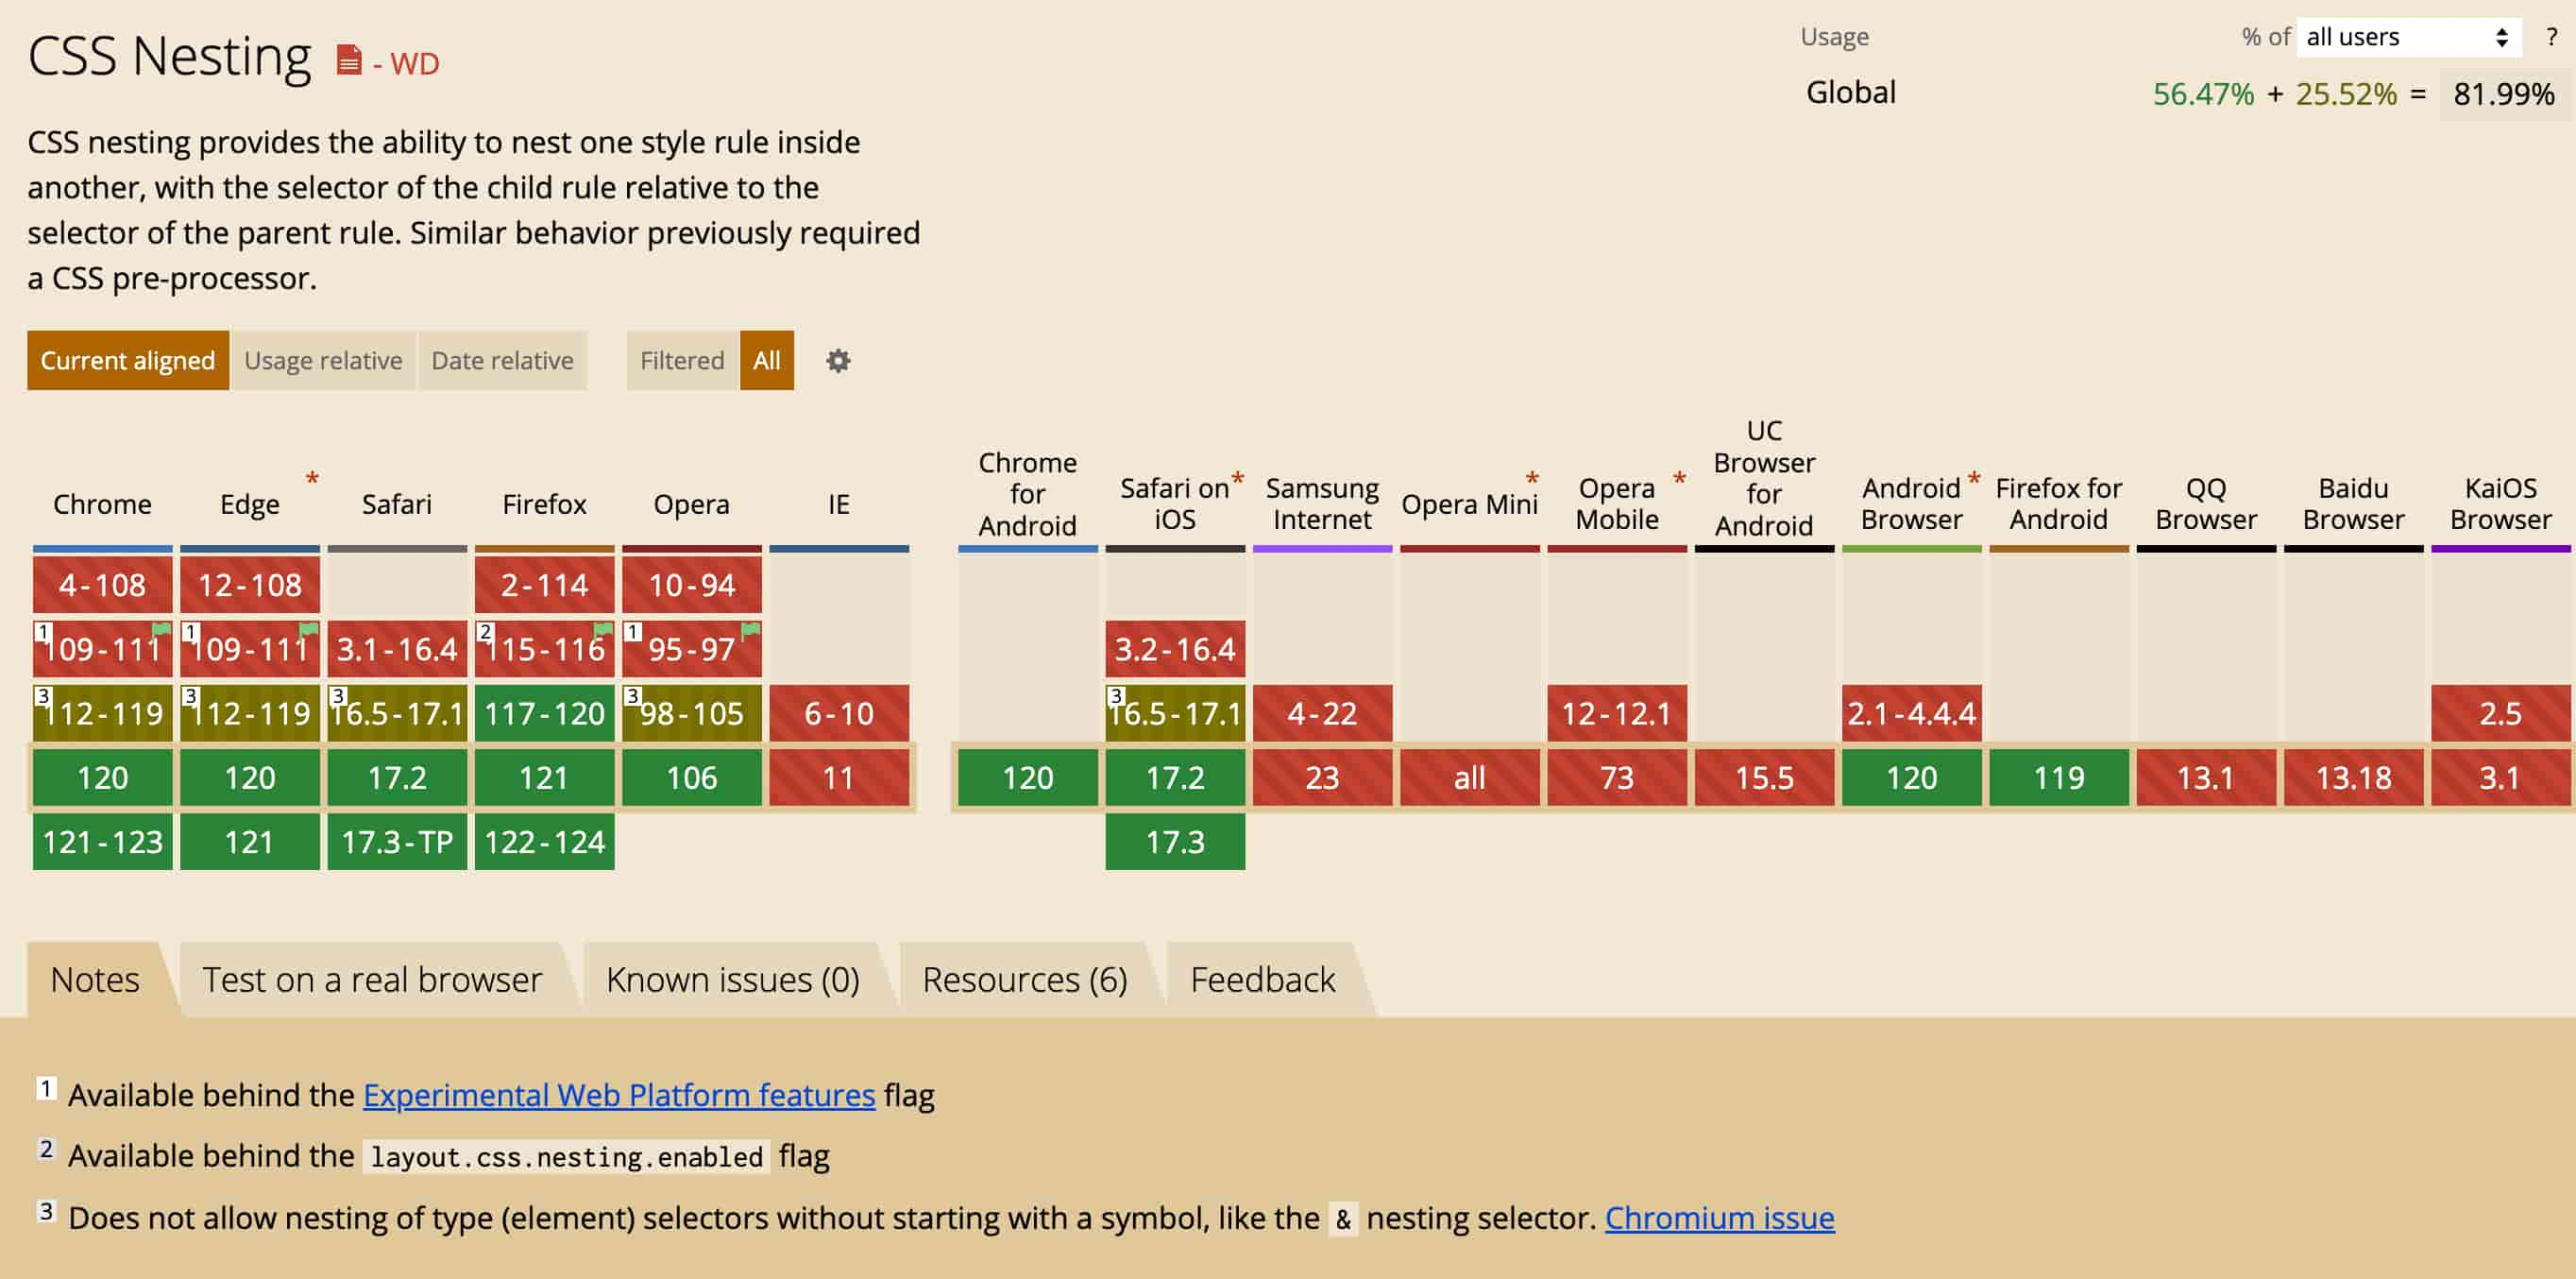 CSS Nesting - WD
Usage % of all users ?
Global 56.47% + 25.52% = 81.99%
CSS nesting provides the ability to nest one style rule inside
another, with the selector of the child rule relative to the
selector of the parent rule. Similar behavior previously required
a CSS pre-processor.
Current aligned Usage relative Date relative Filtered All
Chrome
Edge *
Safari
Firefox
Opera
IE
Chrome
for
Android
Safari on *
iOS
Samsung
Internet
Opera Mini *
Opera *
Mobile
UC
Browser
for
Android
Android *
Browser
Firefox for
Android
QQ
Browser
Baidu
Browser
KaiOS
Browser
4-108 12-108 2-114 10-94
1 109-111 1 109-111 3.1-16.4 2 115-116 1 95-97 3.2-16.4
3 112-119 3 112-119 3 16.5-17.1 117-120 3 98-105 6-10 3 16.5-17.1 4-22 12-12.1 2.1-4.4.4 2.5
120 120 17.2 121 106 11 120 17.2 23 all 73 15.5 120 119 13.1 13.18 3.1
121-123 121 17.3-TP 122-124 17.3
Notes Test on a real browser Known issues (0) Resources (6) Feedback
1 Available behind the Experimental Web Platform features flag
2 Available behind the layout.css.nesting.enabled flag
3 Does not allow nesting of type (element) selectors without starting with a symbol, like the & nesting selector. Chromium issue